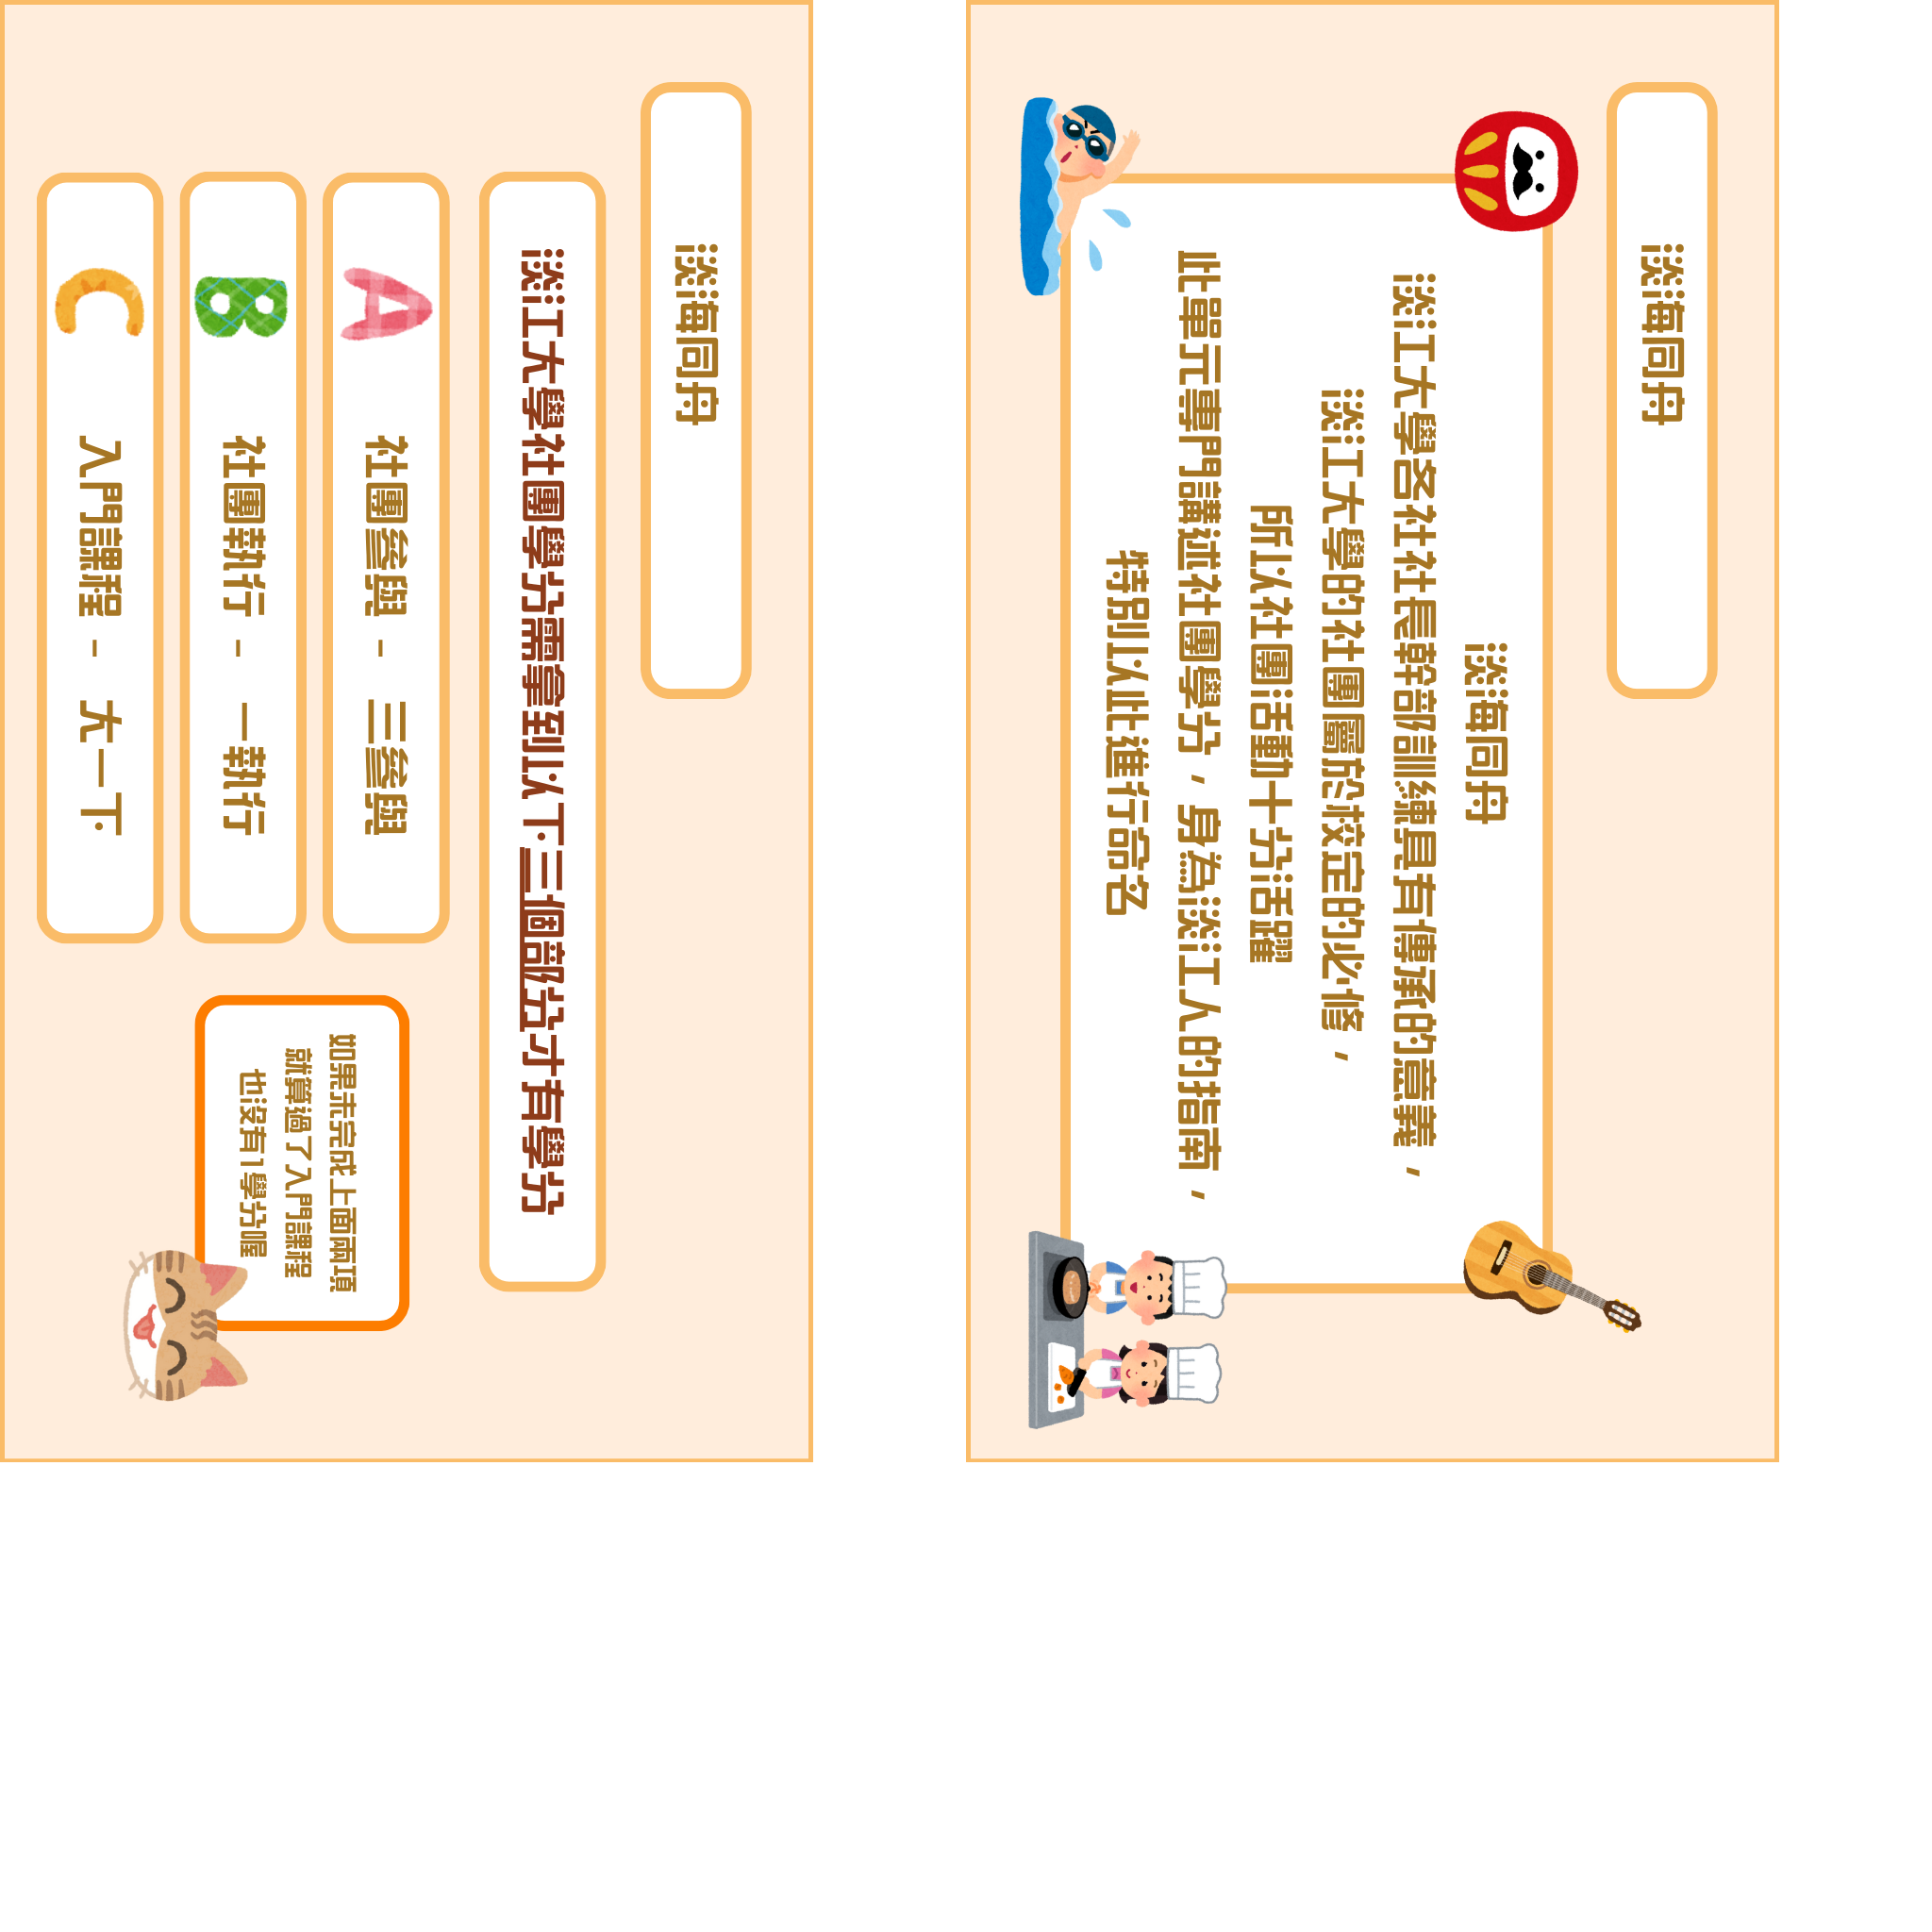 淡海同舟
淡海同舟
淡江大學各社社長幹部訓練具有傳承的意義，
淡江大學的社團屬於校定的必修，
所以社團活動十分活躍
此單元專門講述社團學分，身為淡江人的指南，
特別以此進行命名
淡海同舟
淡江大學社團學分需拿到以下三個部分才有學分
A 社團參與 - 三參與
B 社團執行 - 一執行
C 入門課程 - 大一下
如果未完成上面兩項
就算過了入門課程
也沒有1學分喔